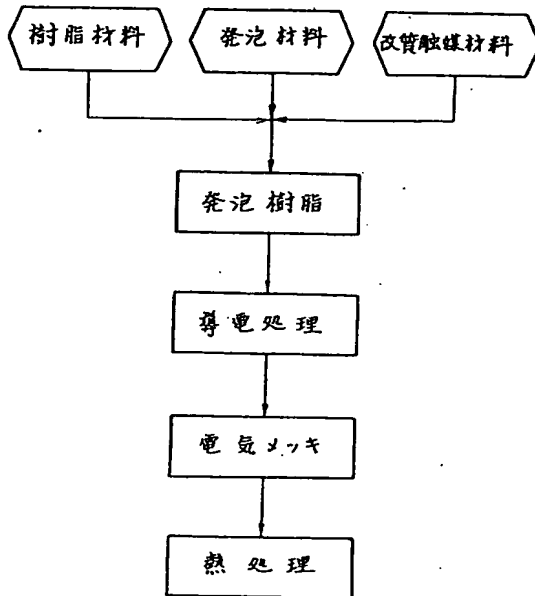 樹脂材料
発泡材料
改質触媒材料
発泡樹脂
導電処理
電気メッキ
熱処理